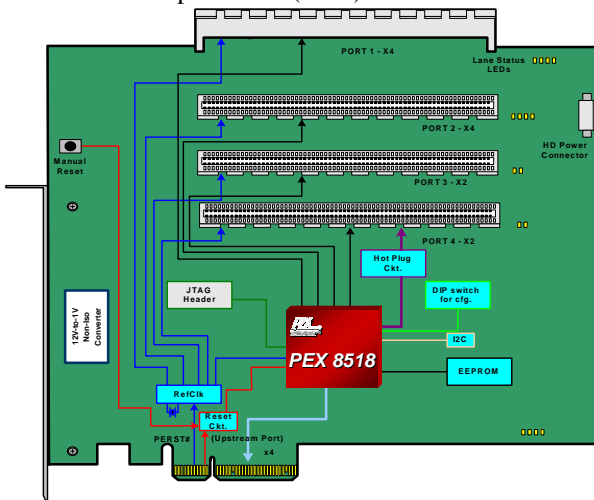 PORT 1 - X4
Lane Status
LEDs
PORT 2 - X4
HD Power
Connector
Manual
Reset
PORT 3 - X2
PORT 4 - X2
Hot Plug
Ckt.
JTAG
Header
DIP switch
for cfg.
12V-to-1V
Non-Iso
Converter
I2C
PEX 8518
EEPROM
RefClk
Reset
Ckt.
PERST#
(Upstream Port)
x4